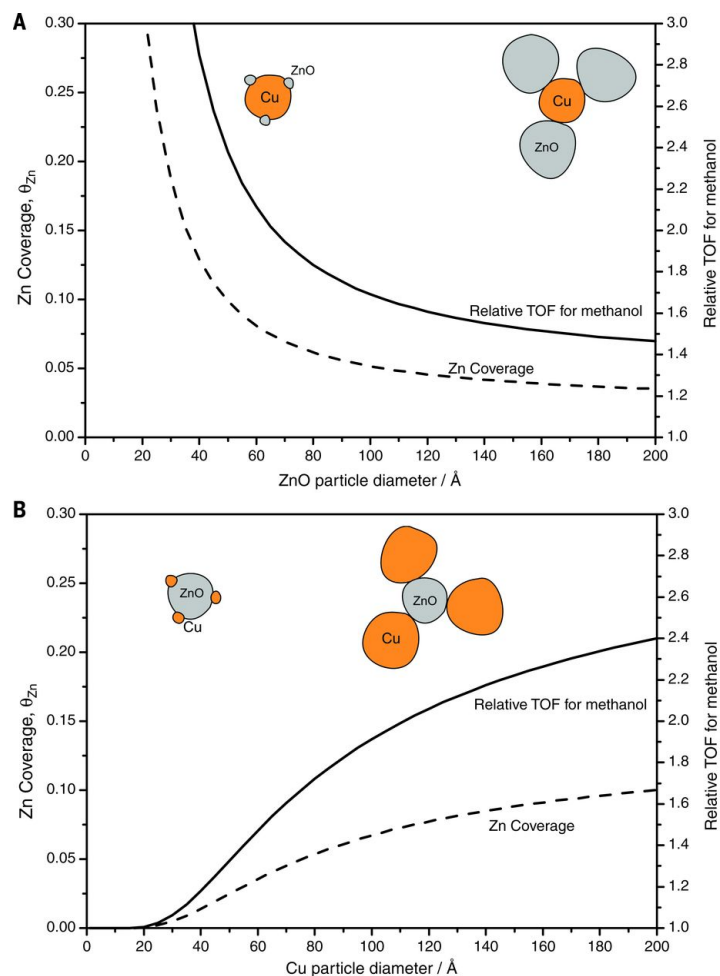 A
0.30
0.25
0.20
0.15
0.10
0.05
0.00
Zn Coverage, θZn
3.0
2.8
2.6
2.4
2.2
2.0
1.8
1.6
1.4
1.2
1.0
Relative TOF for methanol
ZnO
Cu
Cu
ZnO
Relative TOF for methanol
Zn Coverage
0 20 40 60 80 100 120 140 160 180 200
ZnO particle diameter / Å
B
0.30
0.25
0.20
0.15
0.10
0.05
0.00
Zn Coverage, θZn
3.0
2.8
2.6
2.4
2.2
2.0
1.8
1.6
1.4
1.2
1.0
Relative TOF for methanol
ZnO
Cu
ZnO
Cu
Relative TOF for methanol
Zn Coverage
0 20 40 60 80 100 120 140 160 180 200
Cu particle diameter / Å